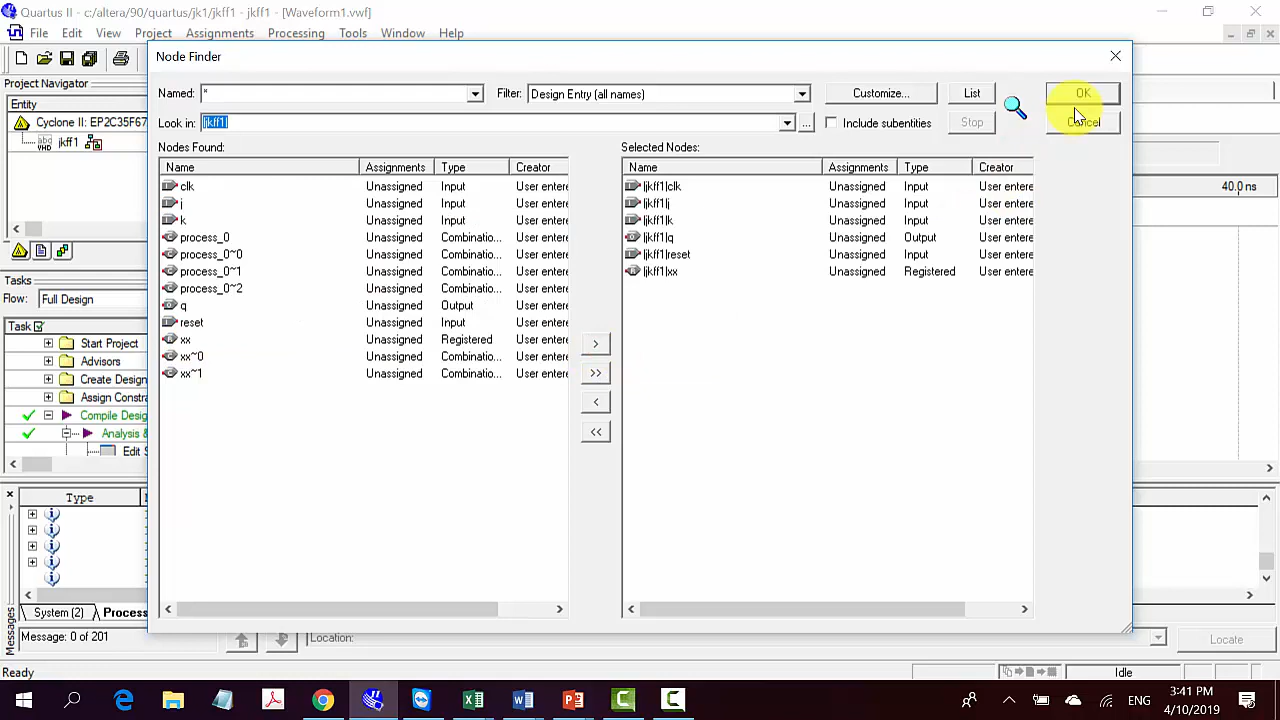 Quartus II - c:/altera/90/quartus/jk1/jkff1 - jkff1 - [Waveform1.vwf]
File Edit View Project Assignments Processing Tools Window Help
Node Finder
Named: * Filter: Design Entry (all names) Customize... List OK
Look in: |jkff1| ... Include subentities Stop Cancel
Project Navigator
Entity
Cyclone II: EP2C35F67
abc VHD jkff1
Nodes Found: Selected Nodes:
Name Assignments Type Creator Name Assignments Type Creator
clk Unassigned Input User entere |jkff1|clk Unassigned Input User entere
j Unassigned Input User entere |jkff1|j Unassigned Input User entere
k Unassigned Input User entere |jkff1|k Unassigned Input User entere
process_0 Unassigned Combinatio... User entere |jkff1|q Unassigned Output User entere
process_0~0 Unassigned Combinatio... User entere |jkff1|reset Unassigned Input User entere
process_0~1 Unassigned Combinatio... User entere |jkff1|xx Unassigned Registered User entere
process_0~2 Unassigned Combinatio... User entere
q Unassigned Output User entere
reset Unassigned Input User entere
xx Unassigned Registered User entere
xx~0 Unassigned Combinatio... User entere
xx~1 Unassigned Combinatio... User entere
> 
>>
<
<<
40.0 ns
Tasks
Flow: Full Design
Task
Start Project
Advisors
Create Design
Assign Constra
Compile Desig
Analysis &
Edit S
Type
System (2) Proces
Messages
Message: 0 of 201 Location: Locate
Ready Idle
ENG 3:41 PM
4/10/2019